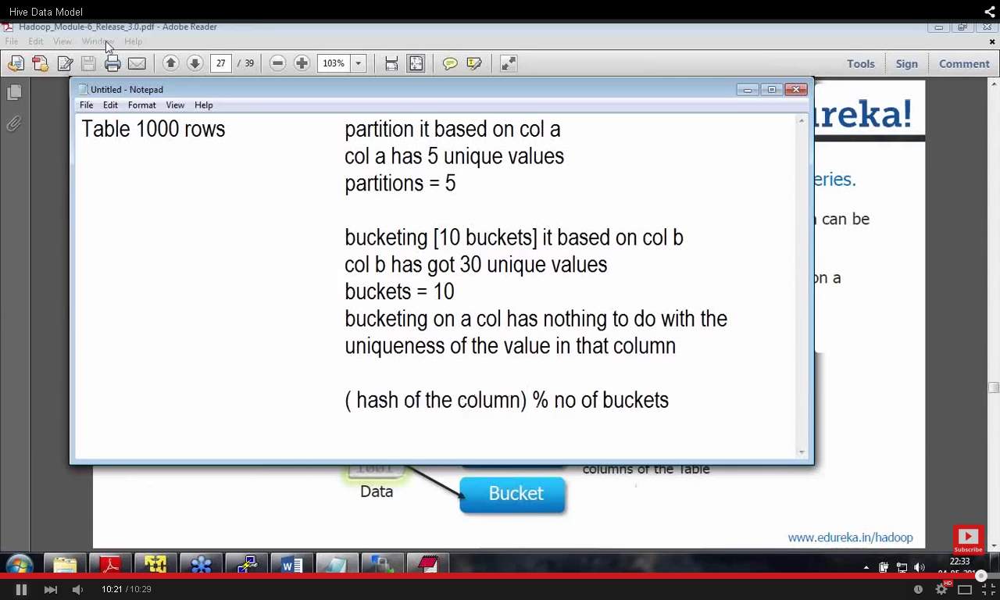 Hive Data Model
Hadoop_Module-6_Release_3.0.pdf - Adobe Reader
File Edit View Window Help
27 / 39 103% Tools Sign Comment
Untitled - Notepad
File Edit Format View Help
Table 1000 rows partition it based on col a
col a has 5 unique values
partitions = 5
bucketing [10 buckets] it based on col b
col b has got 30 unique values
buckets = 10
bucketing on a col has nothing to do with the
uniqueness of the value in that column
( hash of the column) % no of buckets
ureka!
eries.
can be
on a
columns of the Table
Data
Bucket
www.edureka.in/hadoop
Subscribe
22:33
10:21 / 10:29
HD